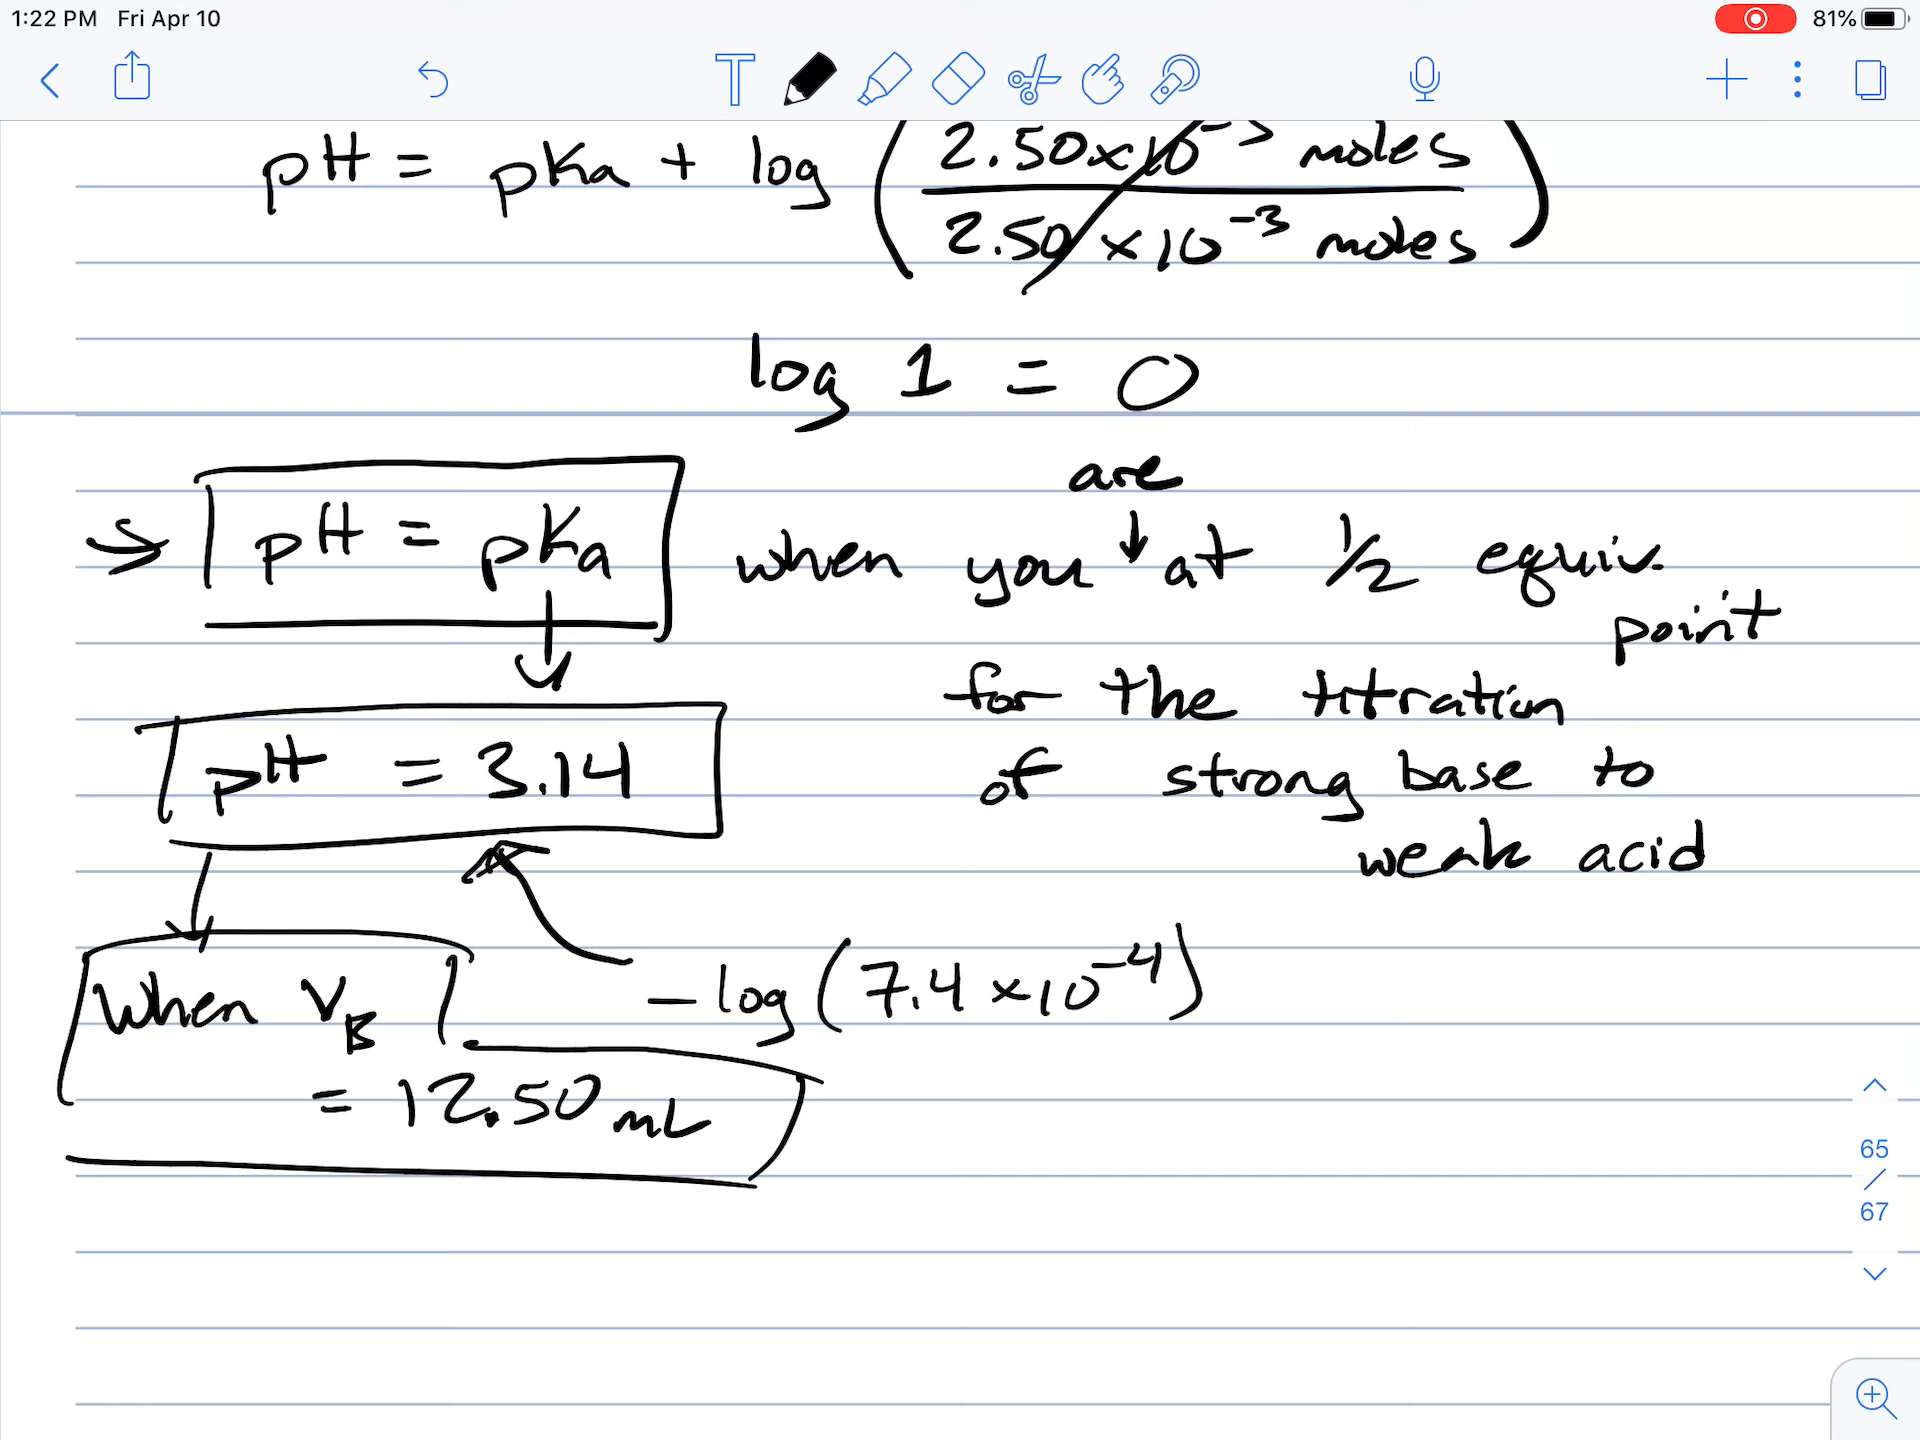 1:22 PM Fri Apr 10 81%
pH = pKa + log ( 2.50x10⁻³ moles
2.50 x10⁻³ moles )
log 1 = 0
are
→ pH = pKa when you ↓ at 1/2 equiv.
point
for the titration
pH = 3.14 of strong base to
weak acid
when V_B - log (7.4 x10⁻⁴)
= 12.50 mL
65
/
67